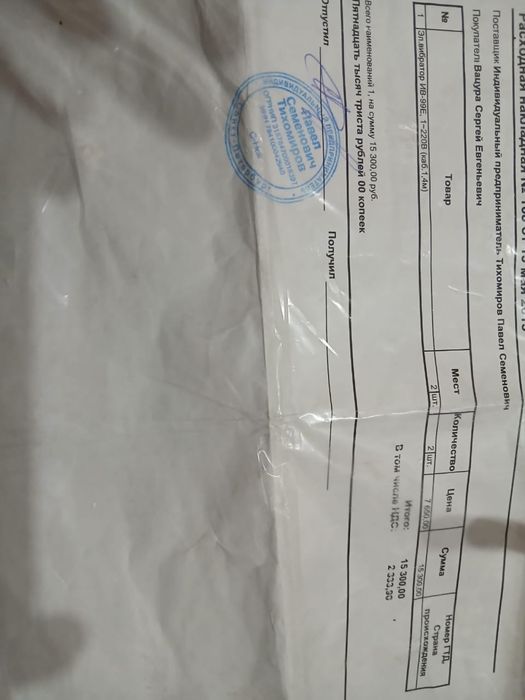 Расходная накладная №
Поставщик Индивидуальный предприниматель Тихомиров Павел Семенович
Покупатель Вацура Сергей Евгеньевич
№ Товар Мест Количество Цена Сумма Номер ГТД, Страна происхождения
1 Эл.вибратор ИВ-99Е, 1~220В (каб.1,4м) 2 шт. 2 шт. 7 650,00 15 300,00
Итого: 15 300,00
В том числе НДС:
Всего наименований 1, на сумму 15 300,00 руб.
Пятнадцать тысяч триста рублей 00 копеек
Отпустил Получил
Павел
Семенович
Тихомиров